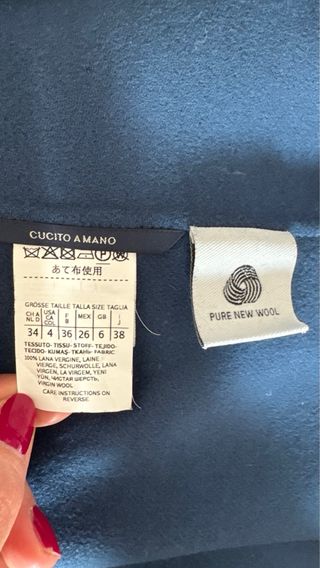 CUCITO A MANO
あて布使用
GRÖSSE TAILLE TALLA SIZE TAGLIA
CH A NL D USA CA CO F B MEX GB I J
34 4 36 26 6 38
TESSUTO-TISSU-STOFF-TEJIDO-
TECIDO-KUMAŞ-ТКАНЬ-FABRIC
100% LANA VERGINE, LAINE
VIERGE, SCHURWOLLE, LANA
VIRGEN, LA VIRGEM, YENİ
YÜN, ЧИСТАЯ ШЕРСТЬ,
VIRGIN WOOL
CARE INSTRUCTIONS ON
REVERSE
PURE NEW WOOL